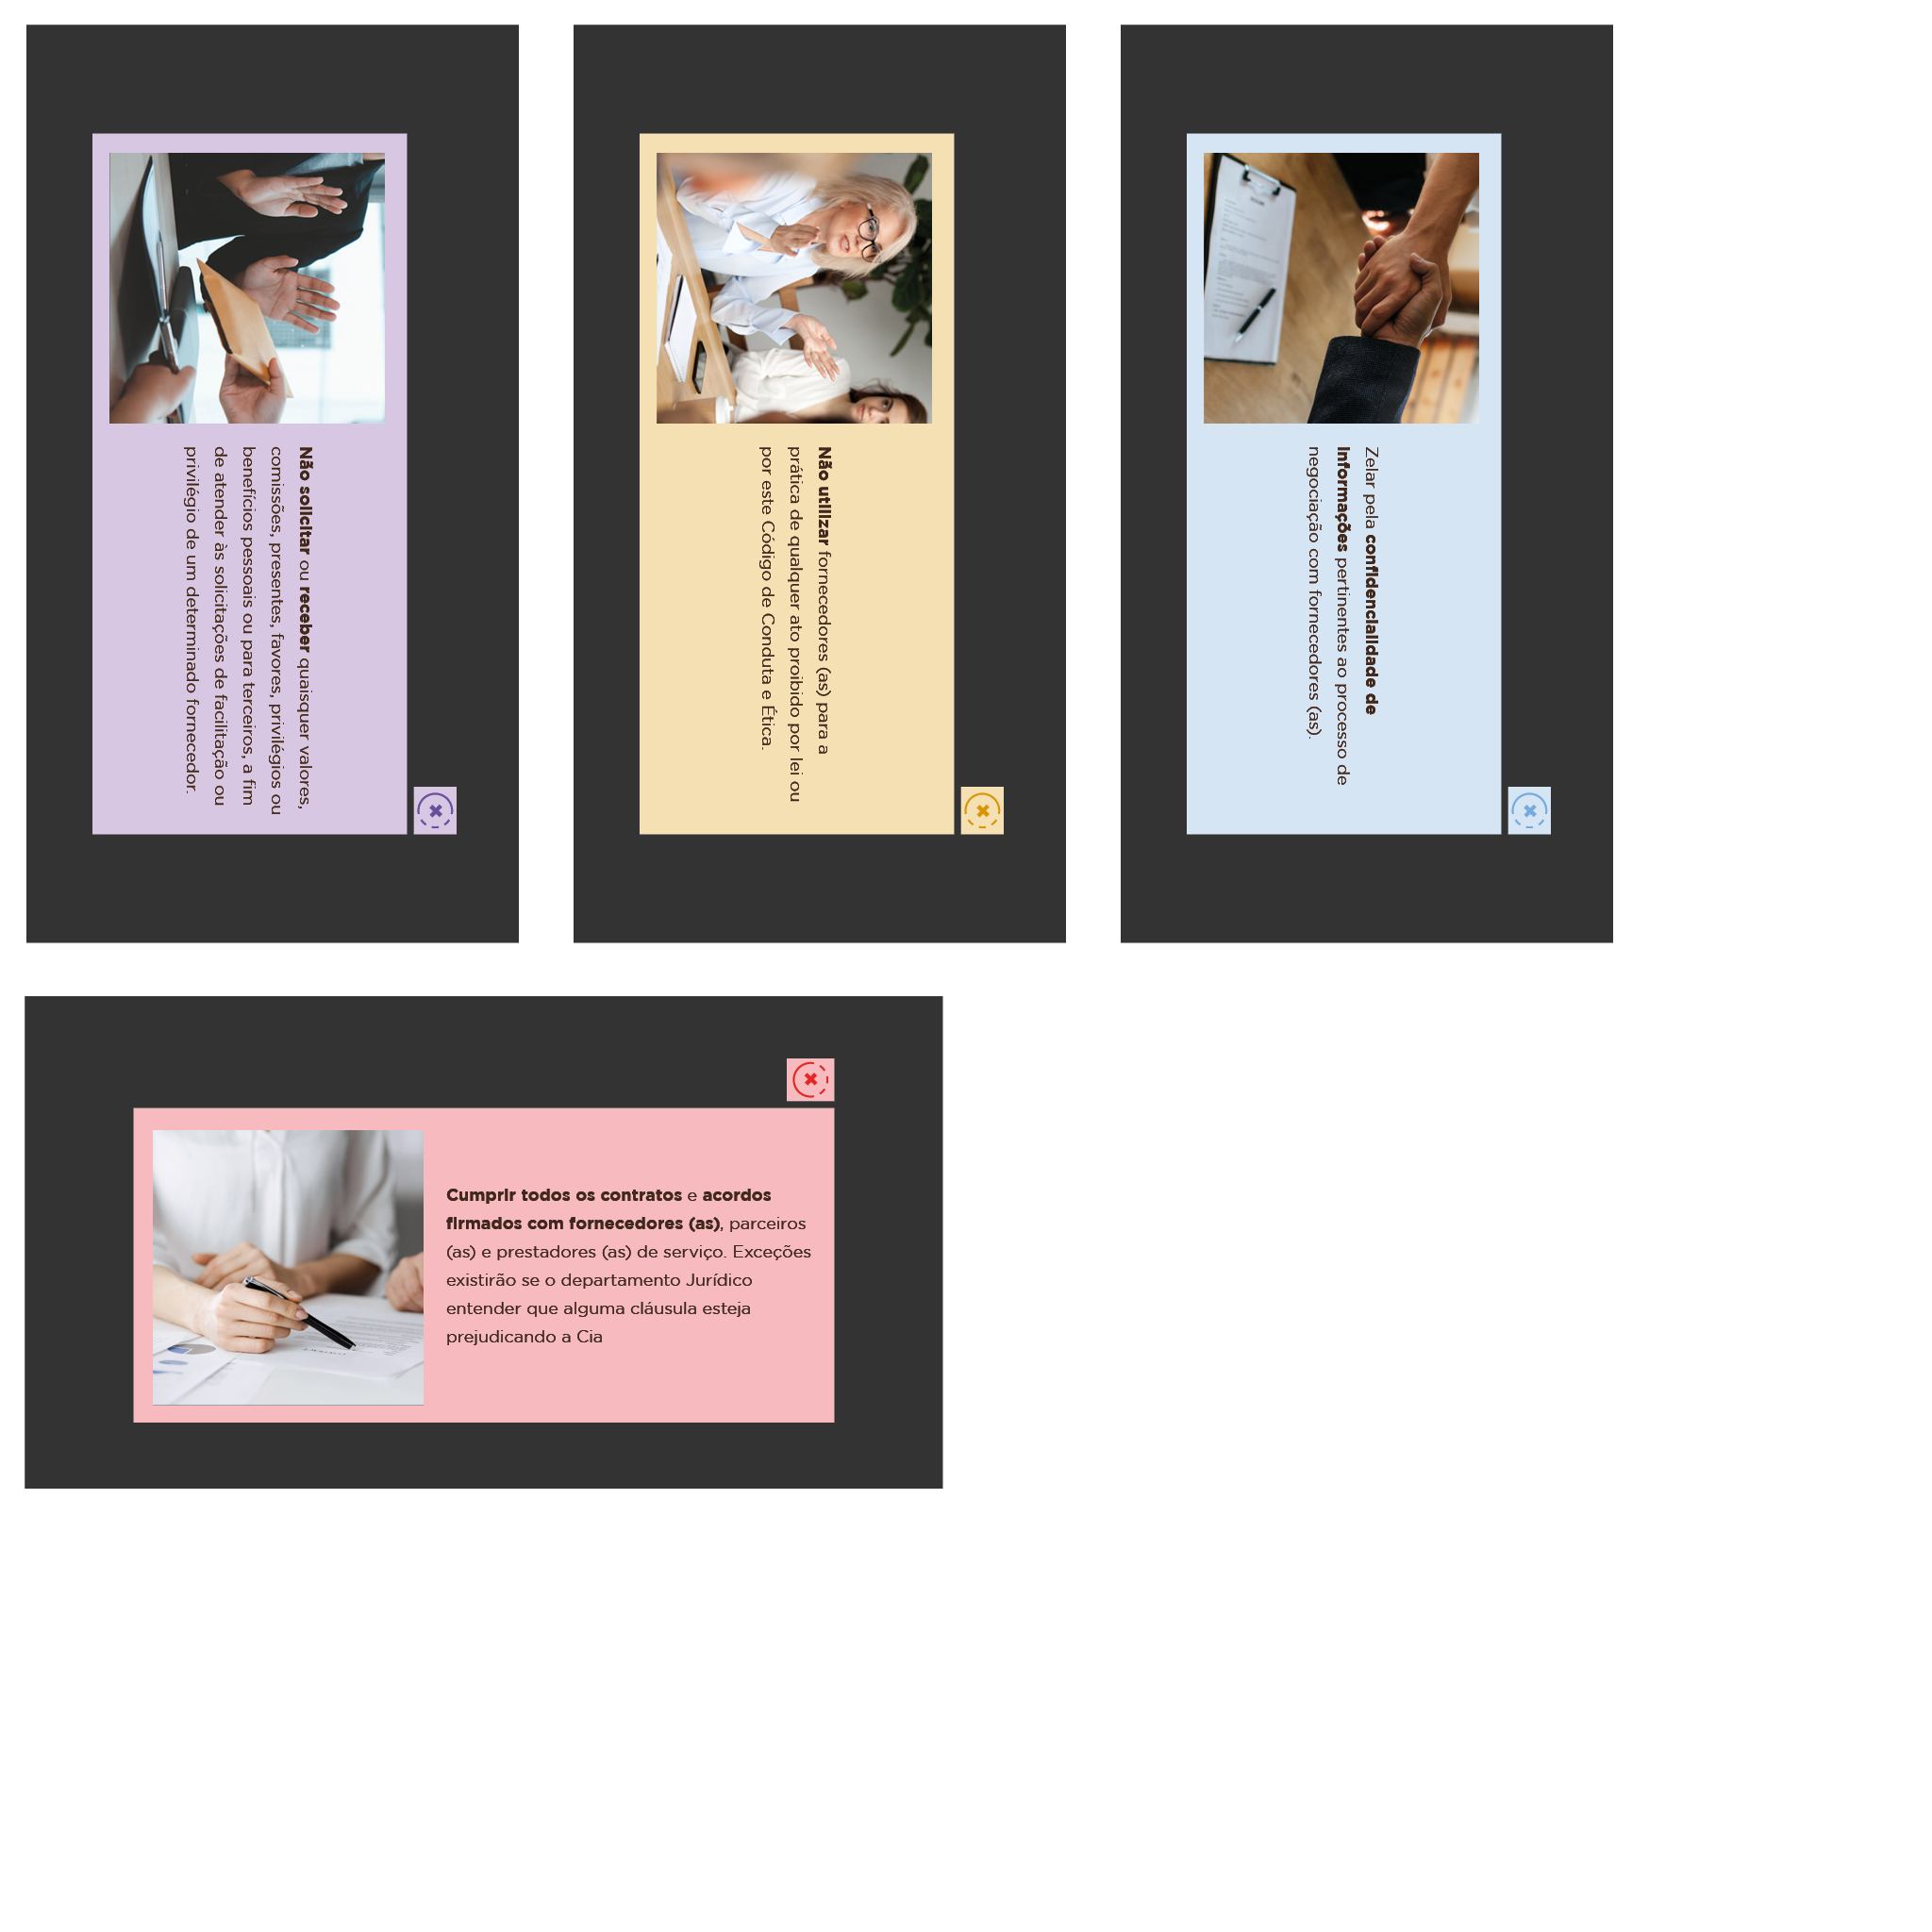 Não solicitar ou receber quaisquer valores,
comissões, presentes, favores, privilégios ou
benefícios pessoais ou para terceiros, a fim
de atender às solicitações de facilitação ou
privilégio de um determinado fornecedor.
Não utilizar fornecedores (as) para a
prática de qualquer ato proibido por lei ou
por este Código de Conduta e Ética.
Zelar pela confidencialidade de
informações pertinentes ao processo de
negociação com fornecedores (as).
Cumprir todos os contratos e acordos
firmados com fornecedores (as), parceiros
(as) e prestadores (as) de serviço. Exceções
existirão se o departamento Jurídico
entender que alguma cláusula esteja
prejudicando a Cia